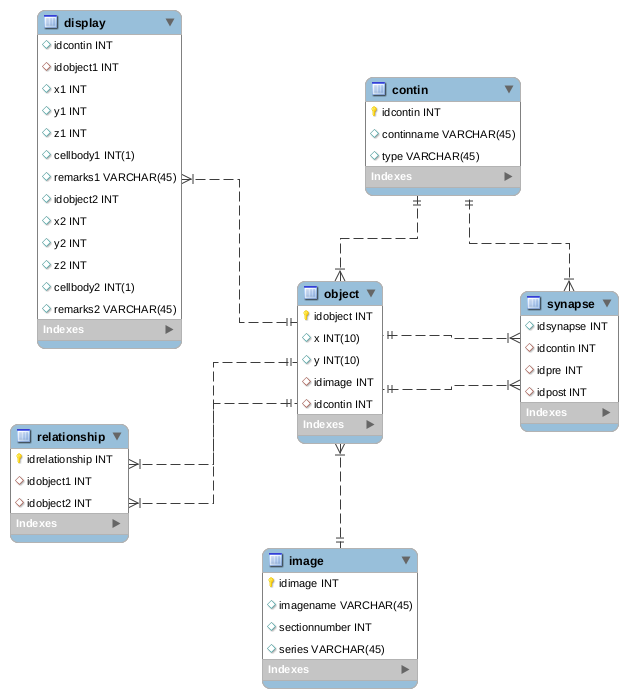 display
idcontin INT
idobject1 INT
x1 INT
y1 INT
z1 INT
cellbody1 INT(1)
remarks1 VARCHAR(45)
idobject2 INT
x2 INT
y2 INT
z2 INT
cellbody2 INT(1)
remarks2 VARCHAR(45)
Indexes
contin
idcontin INT
continname VARCHAR(45)
type VARCHAR(45)
Indexes
object
idobject INT
x INT(10)
y INT(10)
idimage INT
idcontin INT
Indexes
synapse
idsynapse INT
idcontin INT
idpre INT
idpost INT
Indexes
relationship
idrelationship INT
idobject1 INT
idobject2 INT
Indexes
image
idimage INT
imagename VARCHAR(45)
sectionnumber INT
series VARCHAR(45)
Indexes